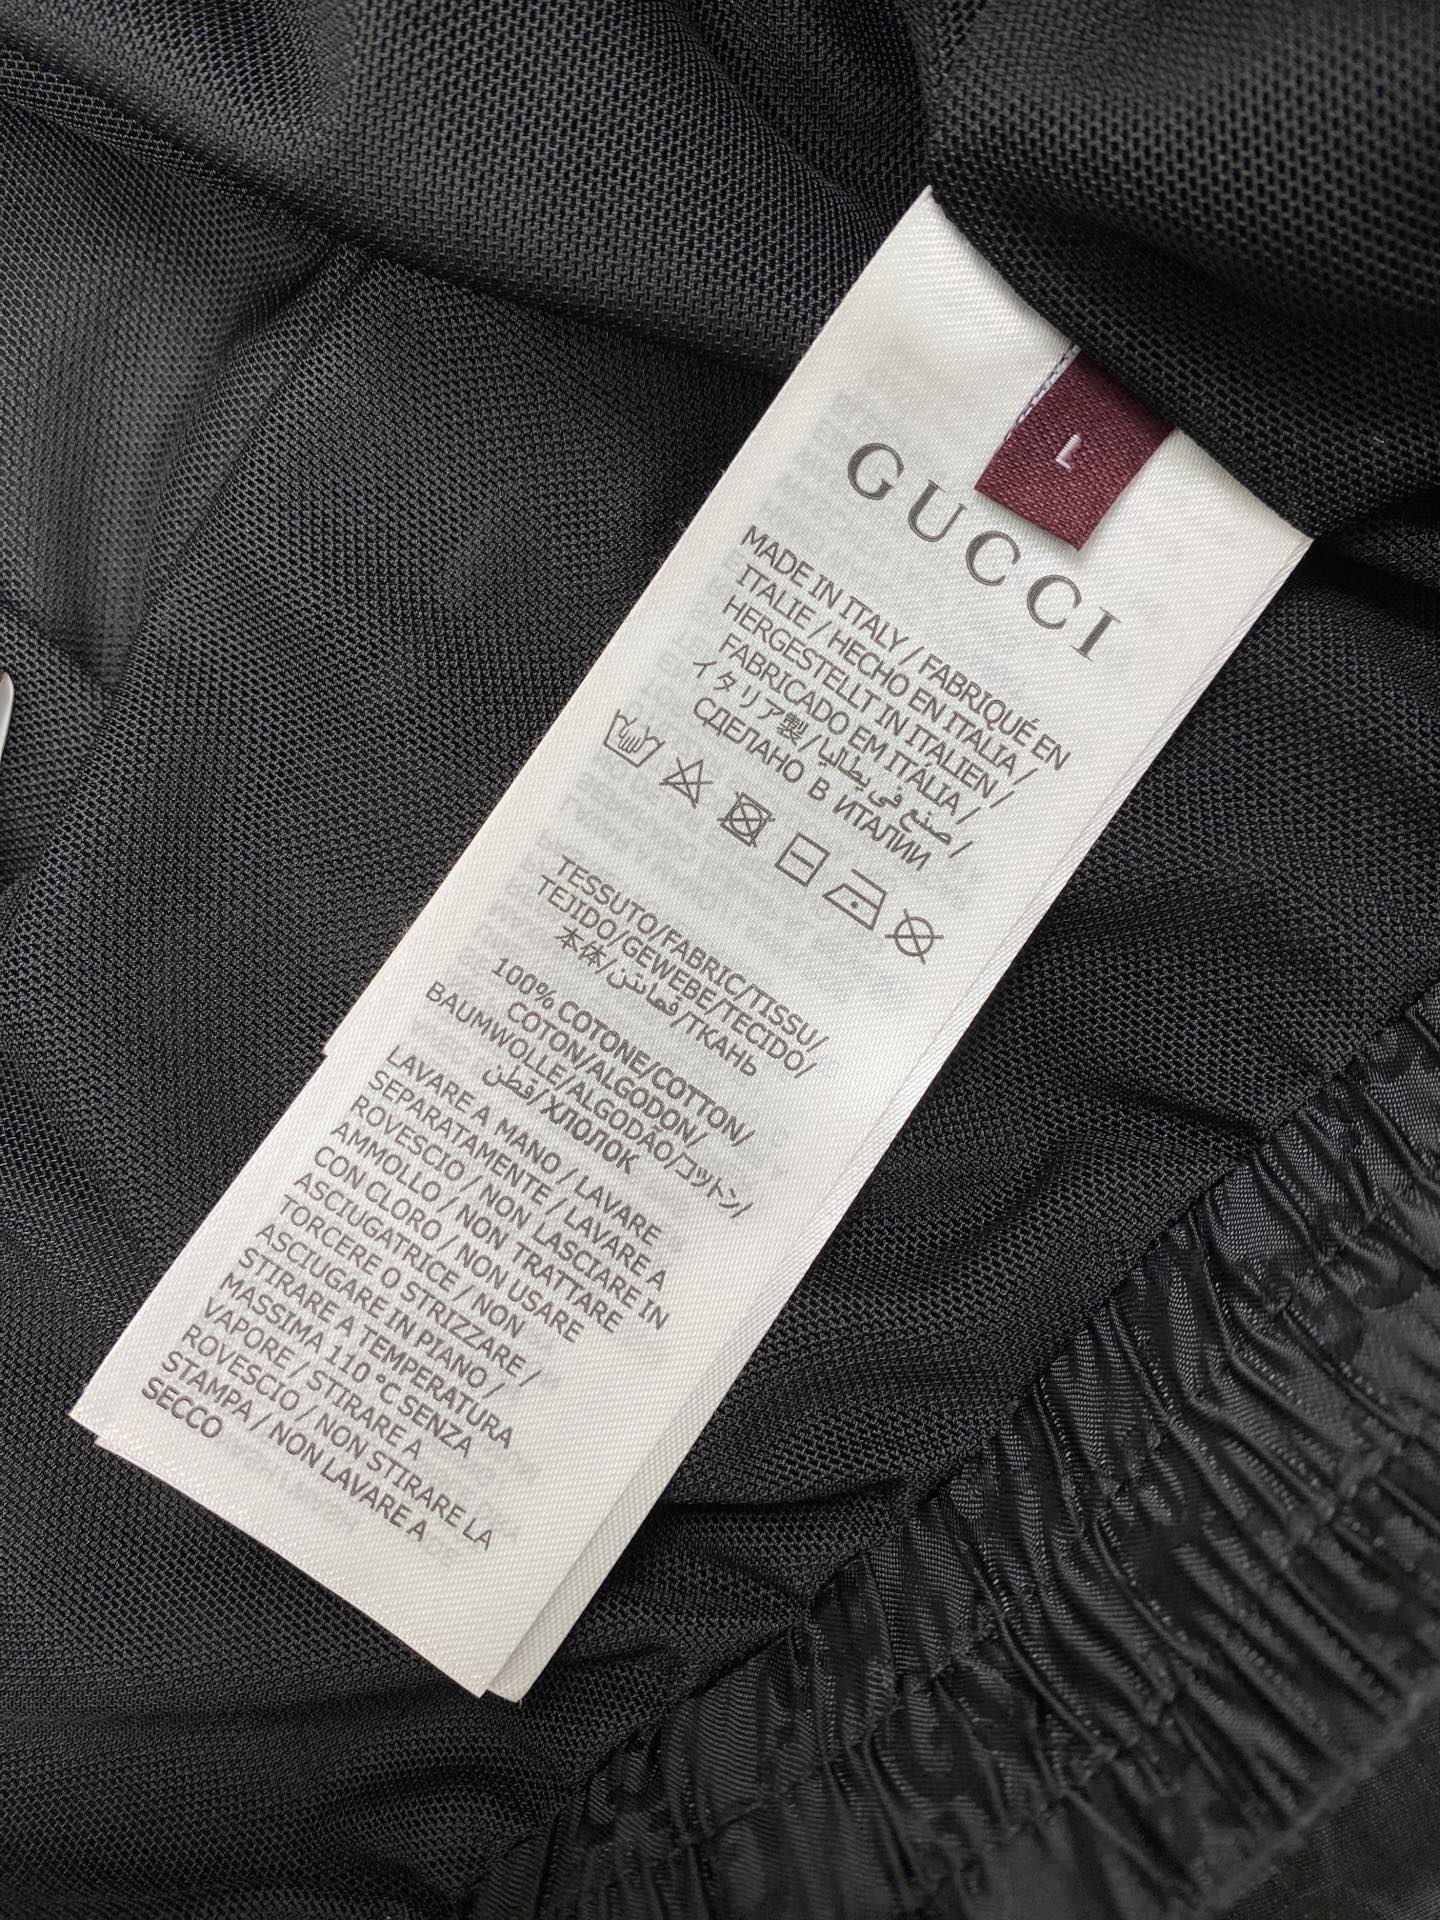 L
GUCCI
MADE IN ITALY / FABRIQUÉ EN
ITALIE / HECHO EN ITALIA /
HERGESTELLT IN ITALIEN /
FABRICADO EM ITÁLIA /
イタリア製/صنع في يطاليا /
СДЕЛАНО В ИТАЛИИ
TESSUTO/FABRIC/TISSU/
TEJIDO/GEWEBE/TECIDO/
本体/قماتتن/ТКАНЬ
100% COTONE/COTTON/
COTON/ALGODON/
BAUMWOLLE/ALGODÃO/コットン/
قطن/ХЛОПОК
LAVARE A MANO / LAVARE
SEPARATAMENTE / LAVARE A
ROVESCIO / NON LASCIARE IN
AMMOLLO / NON TRATTARE
CON CLORO / NON USARE
ASCIUGATRICE / NON
TORCERE O STRIZZARE /
ASCIUGARE IN PIANO /
STIRARE A TEMPERATURA
MASSIMA 110 °C SENZA
VAPORE / STIRARE A
ROVESCIO / NON STIRARE LA
STAMPA / NON LAVARE A
SECCO